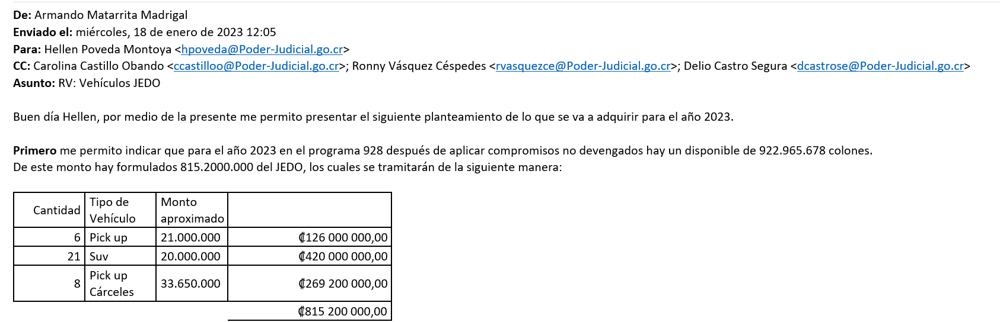 De: Armando Matarrita Madrigal
Enviado el: miércoles, 18 de enero de 2023 12:05
Para: Hellen Poveda Montoya <hpoveda@Poder-Judicial.go.cr>
CC: Carolina Castillo Obando <ccastilloo@Poder-Judicial.go.cr>; Ronny Vásquez Céspedes <rvasquezce@Poder-Judicial.go.cr>; Delio Castro Segura <dcastrose@Poder-Judicial.go.cr>
Asunto: RV: Vehículos JEDO
Buen día Hellen, por medio de la presente me permito presentar el siguiente planteamiento de lo que se va a adquirir para el año 2023.
Primero me permito indicar que para el año 2023 en el programa 928 después de aplicar compromisos no devengados hay un disponible de 922.965.678 colones.
De este monto hay formulados 815.2000.000 del JEDO, los cuales se tramitarán de la siguiente manera:
Cantidad Tipo de Vehículo Monto aproximado
6 Pick up 21.000.000 ₡126 000 000,00
21 Suv 20.000.000 ₡420 000 000,00
8 Pick up Cárceles 33.650.000 ₡269 200 000,00
₡815 200 000,00